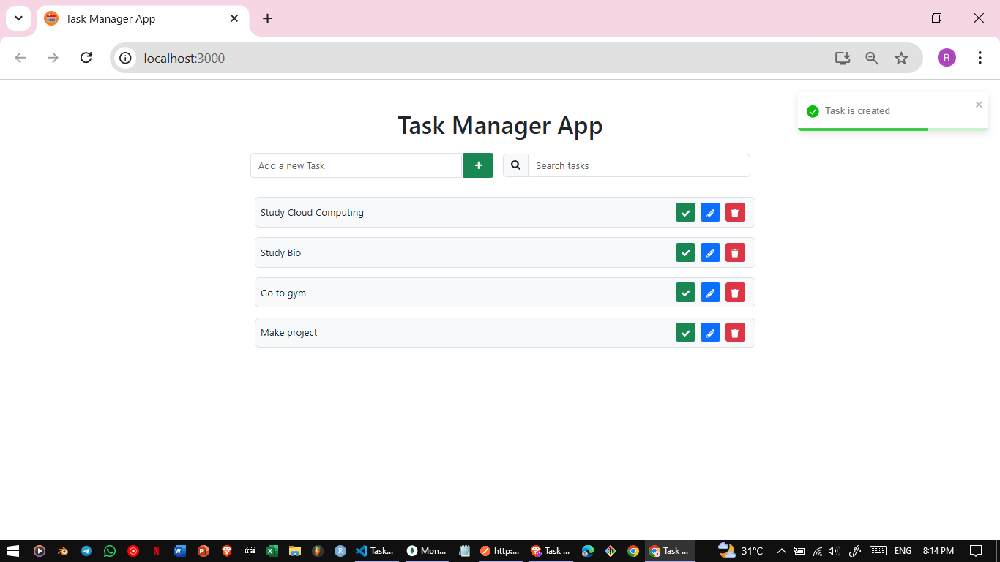 Task Manager App
localhost:3000
R
Task is created
Task Manager App
Add a new Task
Search tasks
Study Cloud Computing
Study Bio
Go to gym
Make project
Task... Mon... http:... Task ... Task ... 31°C ENG 8:14 PM